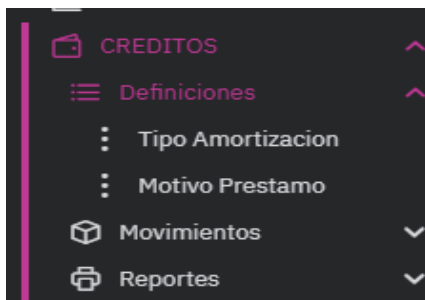 CREDITOS
Definiciones
Tipo Amortizacion
Motivo Prestamo
Movimientos
Reportes